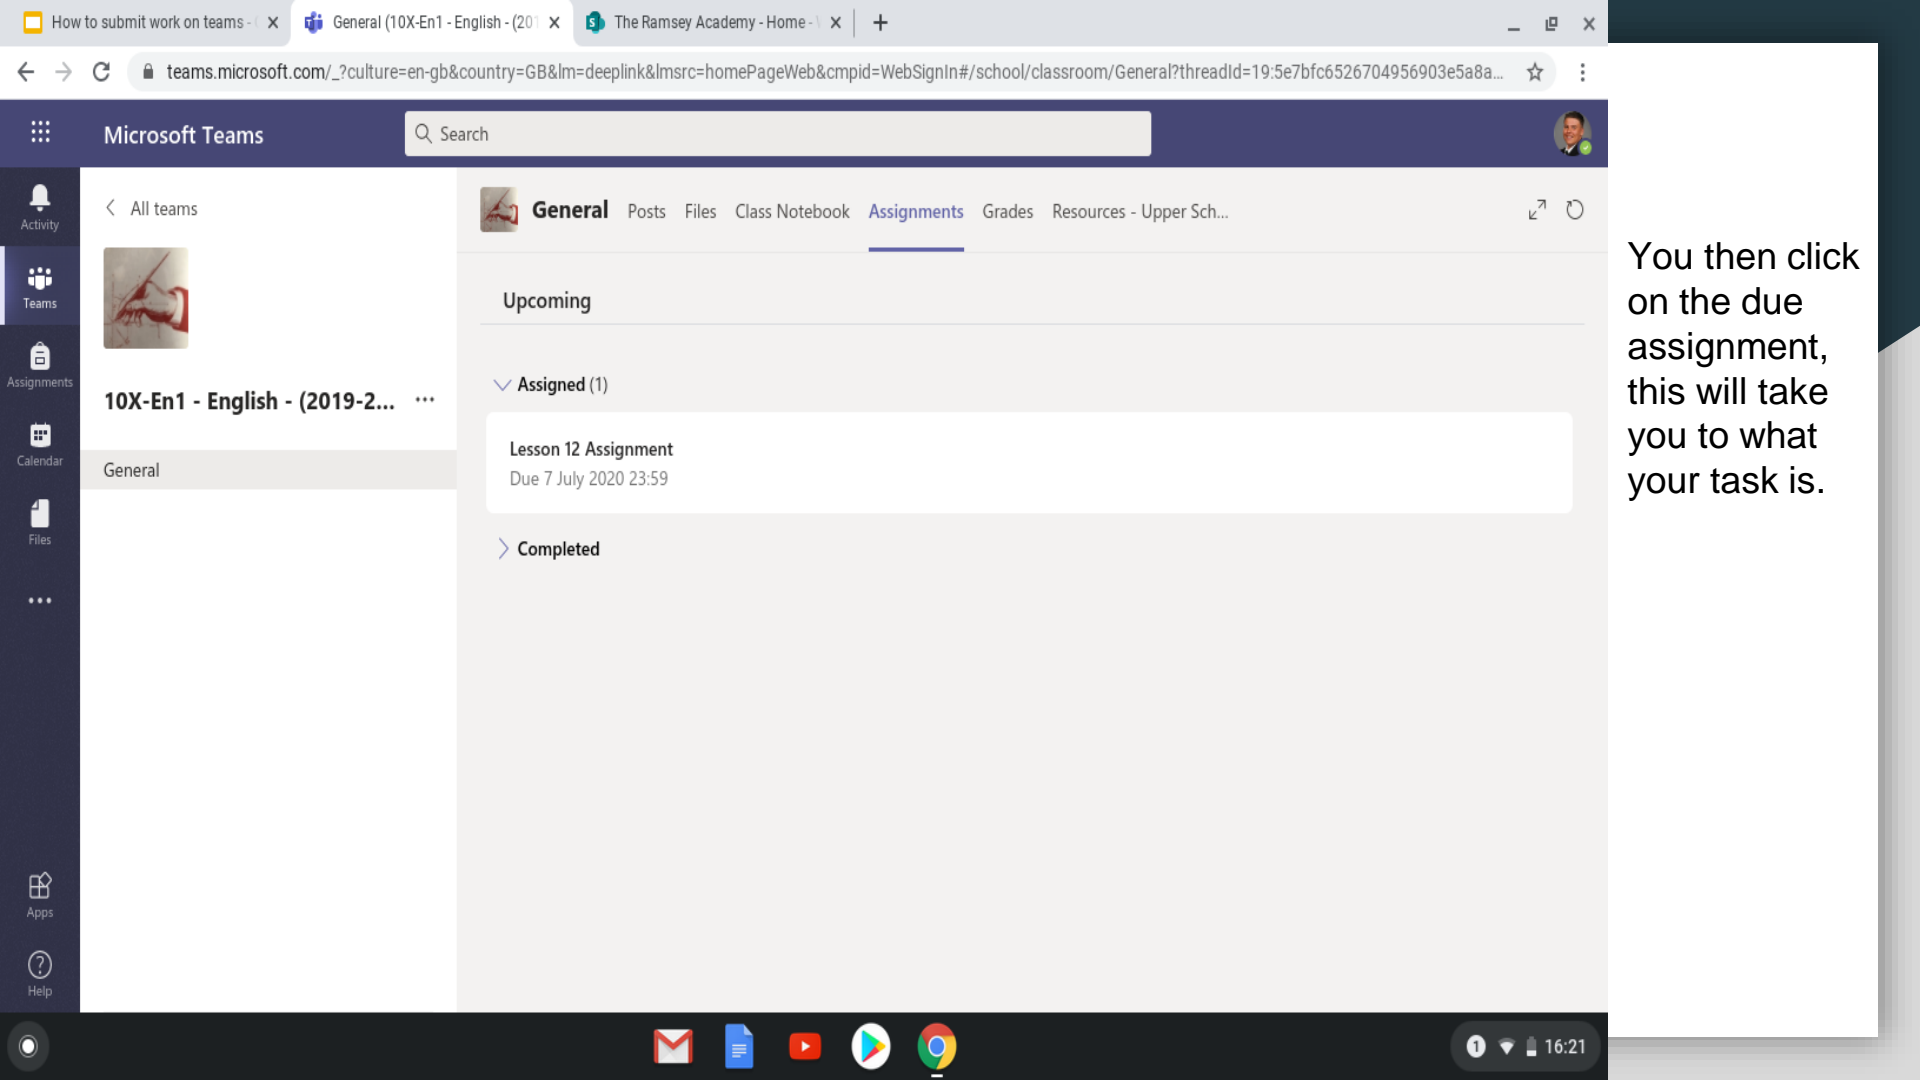 How to submit work on teams -
General (10X-En1 - English - (201
The Ramsey Academy - Home -
teams.microsoft.com/_?culture=en-gb&country=GB&lm=deeplink&lmsrc=homePageWeb&cmpid=WebSignIn#/school/classroom/General?threadId=19:5e7bfc6526704956903e5a8a...
Microsoft Teams
Search
Activity
Teams
Assignments
Calendar
Files
Apps
Help
All teams
10X-En1 - English - (2019-2...
General
General Posts Files Class Notebook Assignments Grades Resources - Upper Sch...
Upcoming
Assigned (1)
Lesson 12 Assignment
Due 7 July 2020 23:59
Completed
You then click
on the due
assignment,
this will take
you to what
your task is.
1 16:21